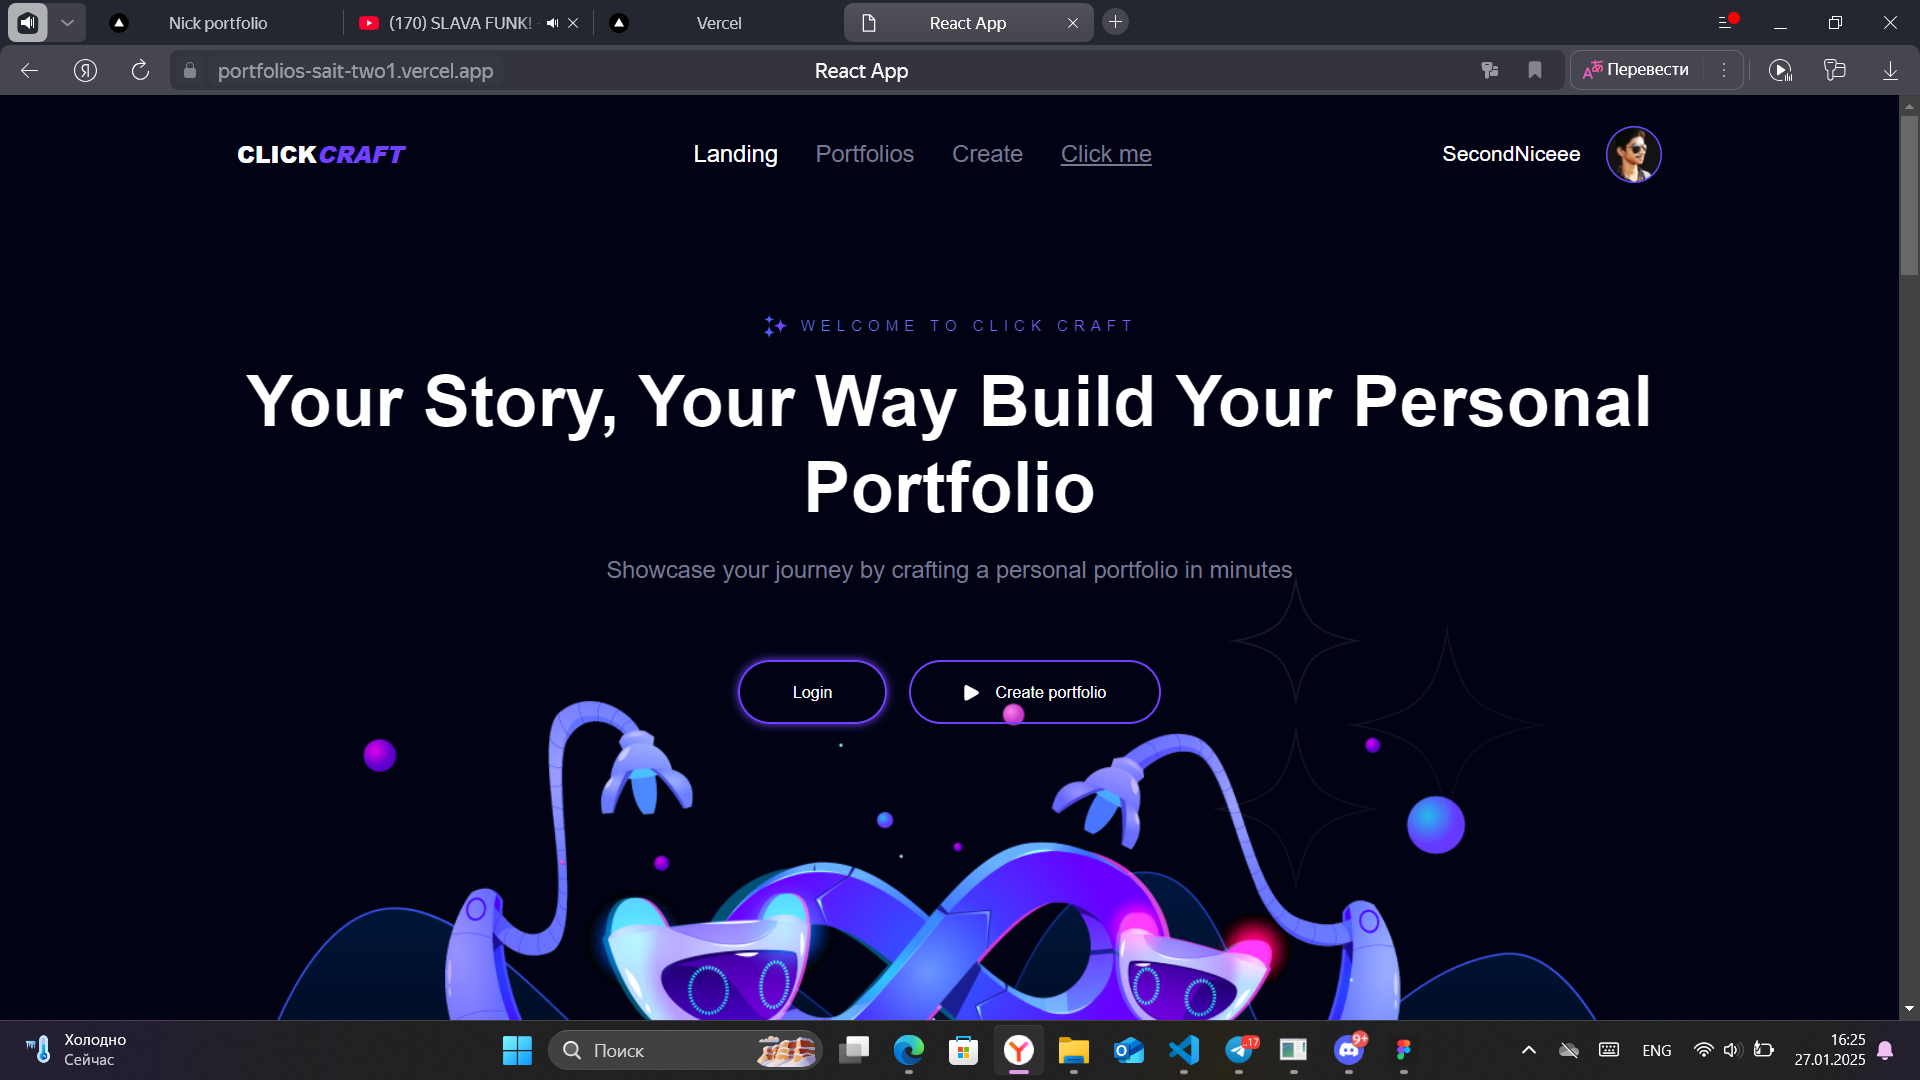 Nick portfolio
(170) SLAVA FUNK!
Vercel
React App
Я
portfolios-sait-two1.vercel.app
React App
Перевести
CLICKCRAFT
Landing
Portfolios
Create
Click me
SecondNiceee
WELCOME TO CLICK CRAFT
Your Story, Your Way Build Your Personal
Portfolio
Showcase your journey by crafting a personal portfolio in minutes
Login
Create portfolio
Холодно
Сейчас
Поиск
17
9+
ENG
16:25
27.01.2025